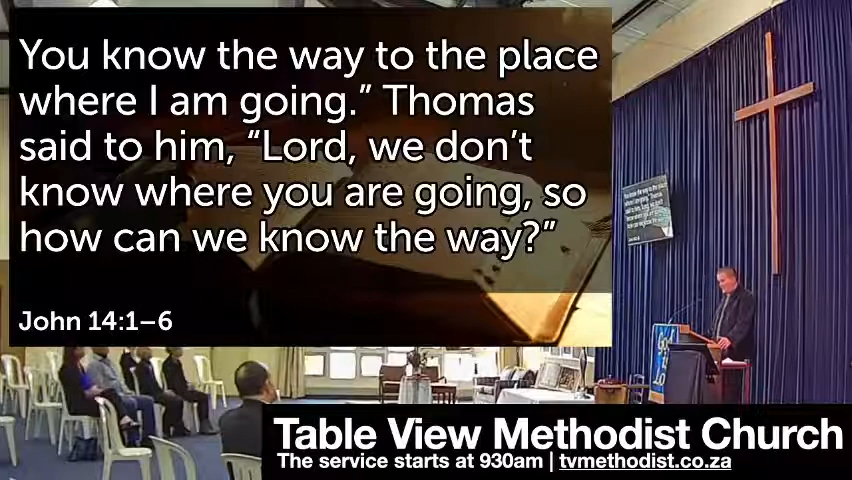 You know the way to the place
where I am going.” Thomas
said to him, “Lord, we don’t
know where you are going, so
how can we know the way?”
John 14:1–6
Table View Methodist Church
The service starts at 930am | tvmethodist.co.za